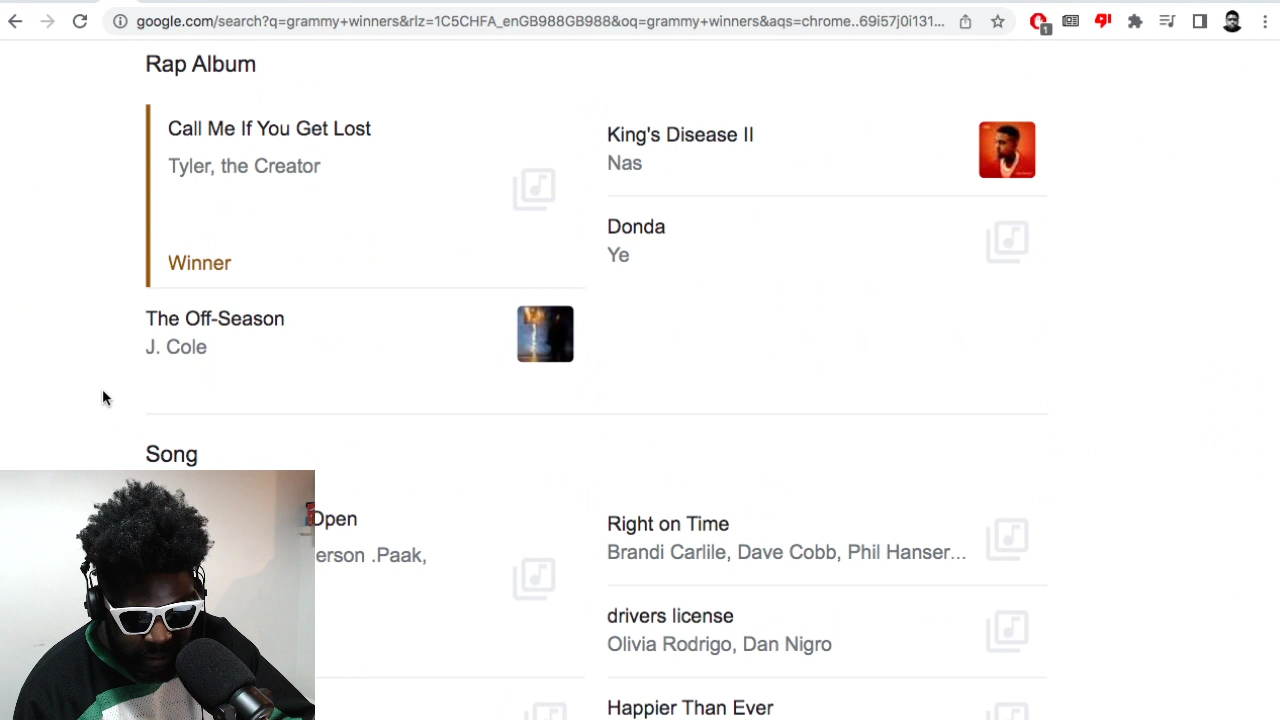 google.com/search?q=grammy+winners&rlz=1C5CHFA_enGB988GB988&oq=grammy+winners&aqs=chrome..69i57j0i131...
1
Rap Album
Call Me If You Get Lost
Tyler, the Creator
Winner
The Off-Season
J. Cole
King's Disease II
Nas
Donda
Ye
Song
Open
erson .Paak,
Right on Time
Brandi Carlile, Dave Cobb, Phil Hanser...
drivers license
Olivia Rodrigo, Dan Nigro
Happier Than Ever